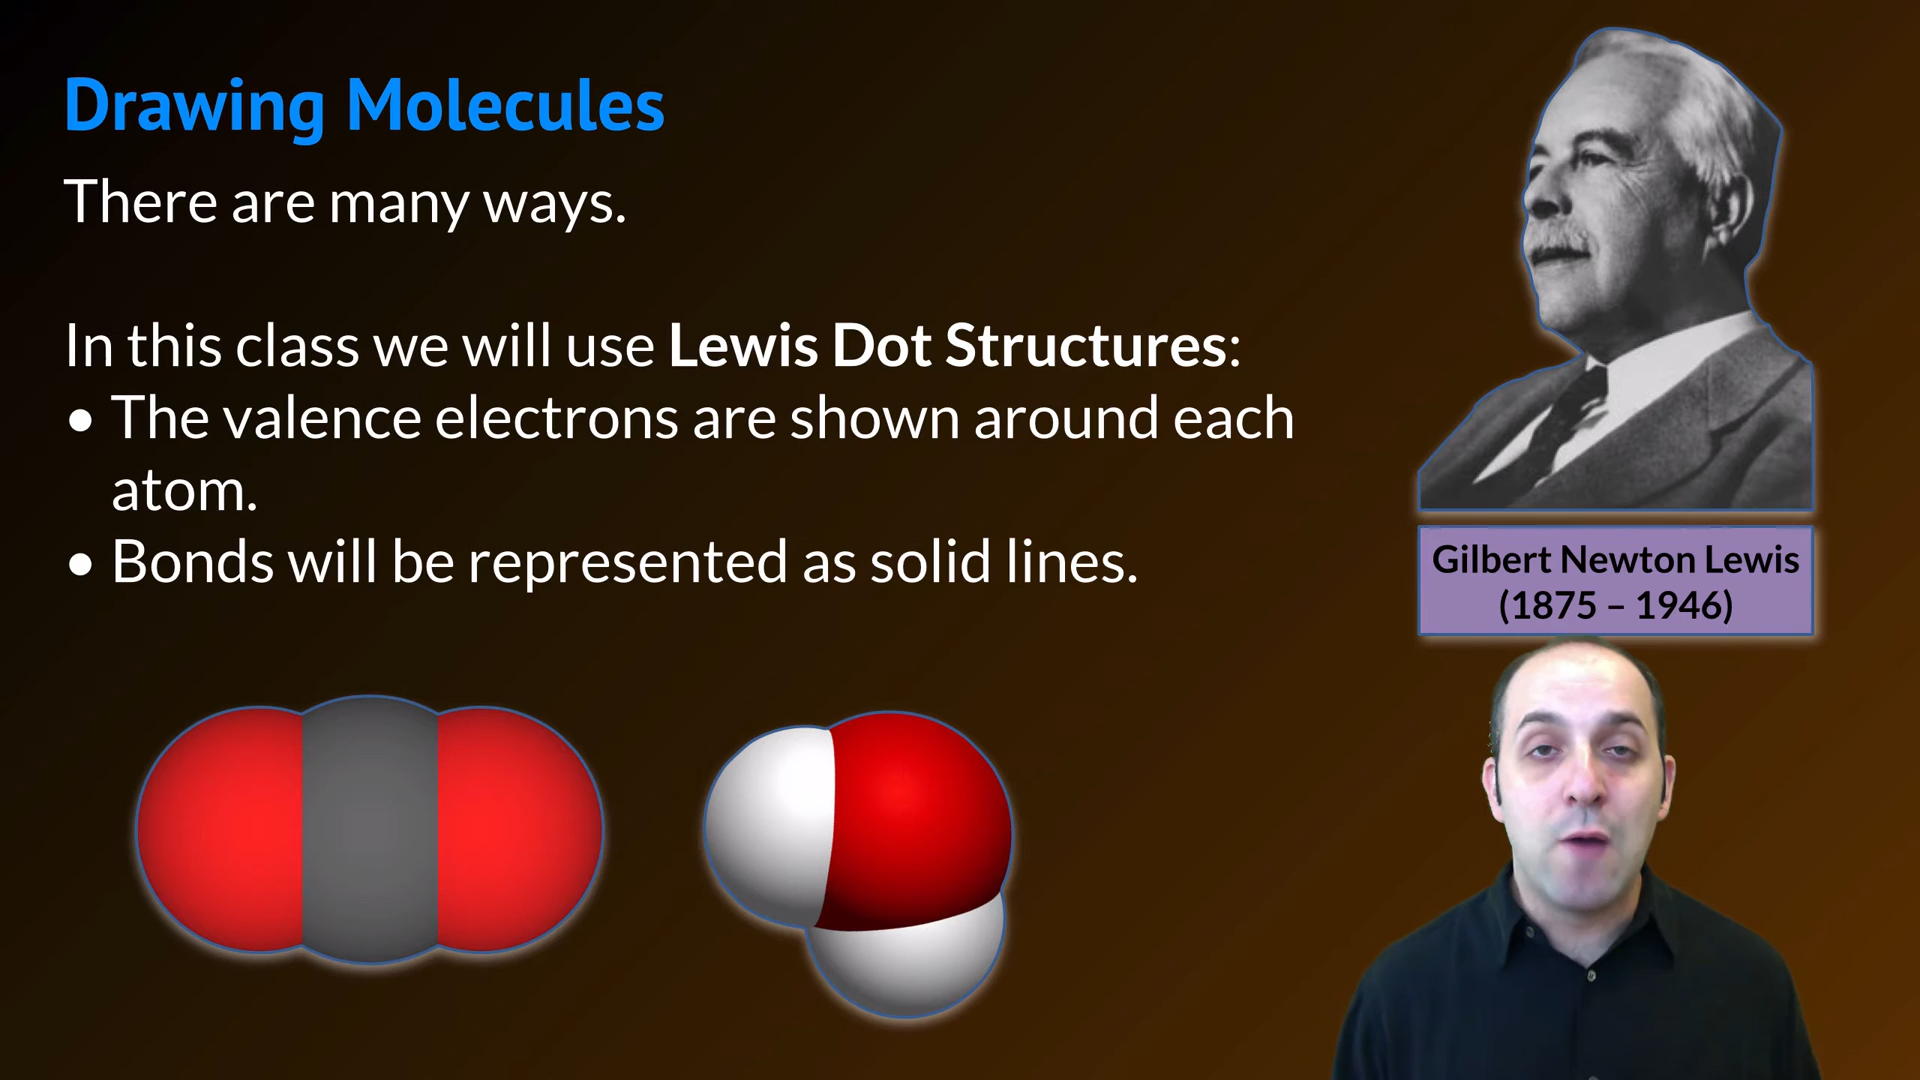 Drawing Molecules
There are many ways.
In this class we will use Lewis Dot Structures:
• The valence electrons are shown around each
atom.
• Bonds will be represented as solid lines.
Gilbert Newton Lewis
(1875 – 1946)